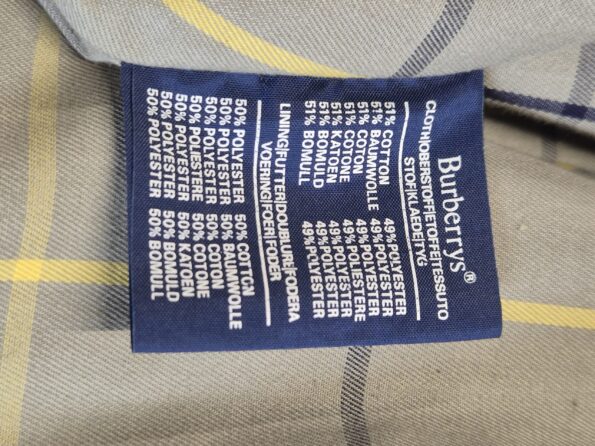 Burberrys®
CLOTH|OBERSTOFF|ETOFFE|TESSUTO
STOF|KLAEDE|TYG
51% COTTON 49% POLYESTER
51% BAUMWOLLE 49% POLYESTER
51% COTON 49% POLYESTER
51% COTONE 49% POLIESTERE
51% KATOEN 49% POLYESTER
51% BOMULD 49% POLYESTER
51% BOMULL 49% POLYESTER
LINING|FUTTER|DOUBLURE|FODERA
VOERING|FOER|FODER
50% POLYESTER 50% COTTON
50% POLYESTER 50% BAUMWOLLE
50% POLYESTER 50% COTON
50% POLIESTERE 50% COTONE
50% POLYESTER 50% KATOEN
50% POLYESTER 50% BOMULD
50% POLYESTER 50% BOMULL